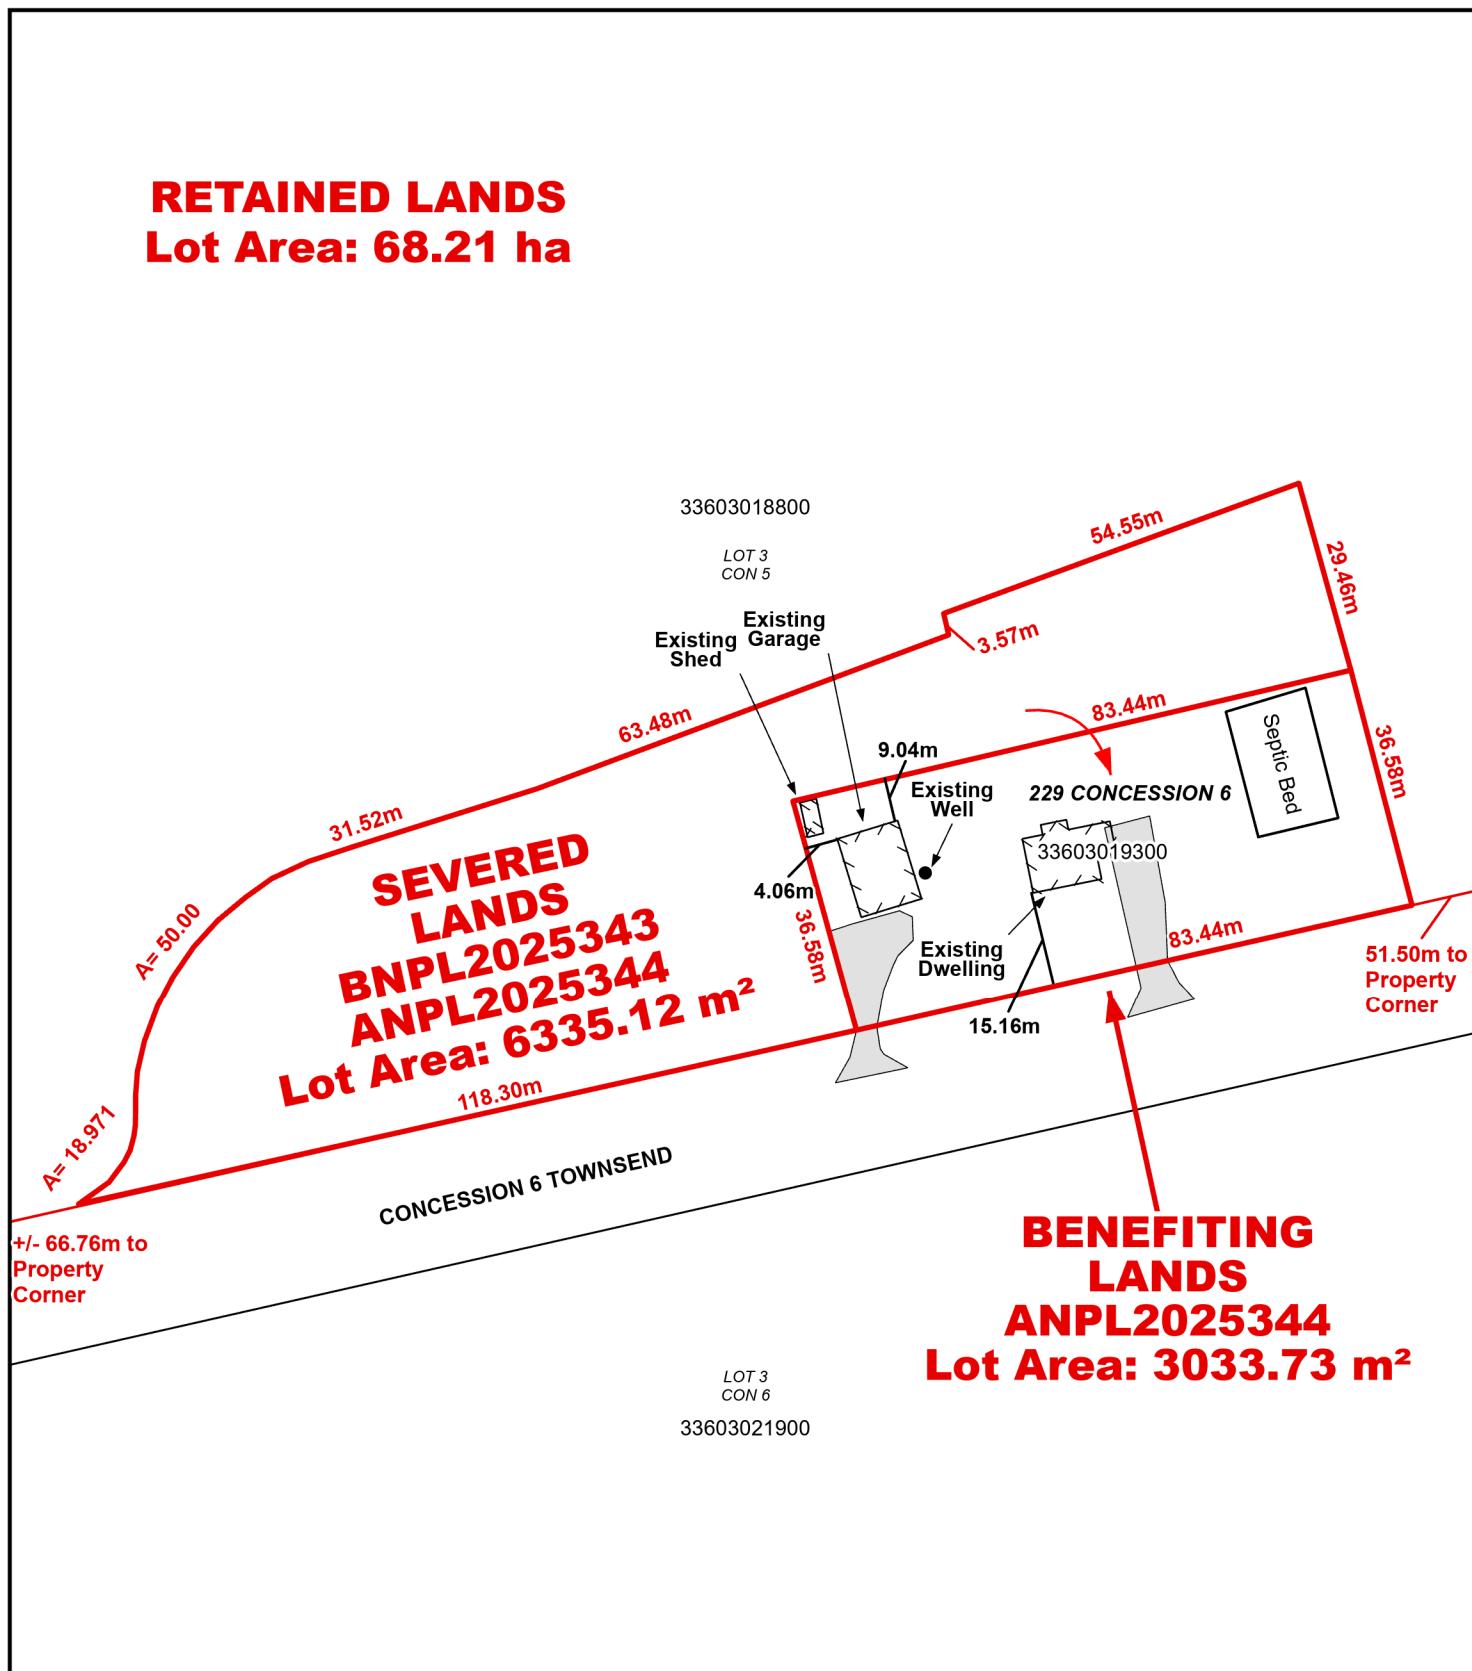 RETAINED LANDS
Lot Area: 68.21 ha
33603018800
LOT 3
CON 5
54.55m
29.46m
3.57m
Existing
Garage
Existing
Shed
63.48m
83.44m
9.04m
Existing
Well
229 CONCESSION 6
Septic Bed
36.58m
31.52m
33603019300
4.06m
36.58m
Existing
Dwelling
83.44m
15.16m
51.50m to
Property
Corner
SEVERED
LANDS
BNPL2025343
ANPL2025344
Lot Area: 6335.12 m²
A= 50.00
118.30m
A= 18.971
CONCESSION 6 TOWNSEND
+/- 66.76m to
Property
Corner
BENEFITING
LANDS
ANPL2025344
Lot Area: 3033.73 m²
LOT 3
CON 6
33603021900